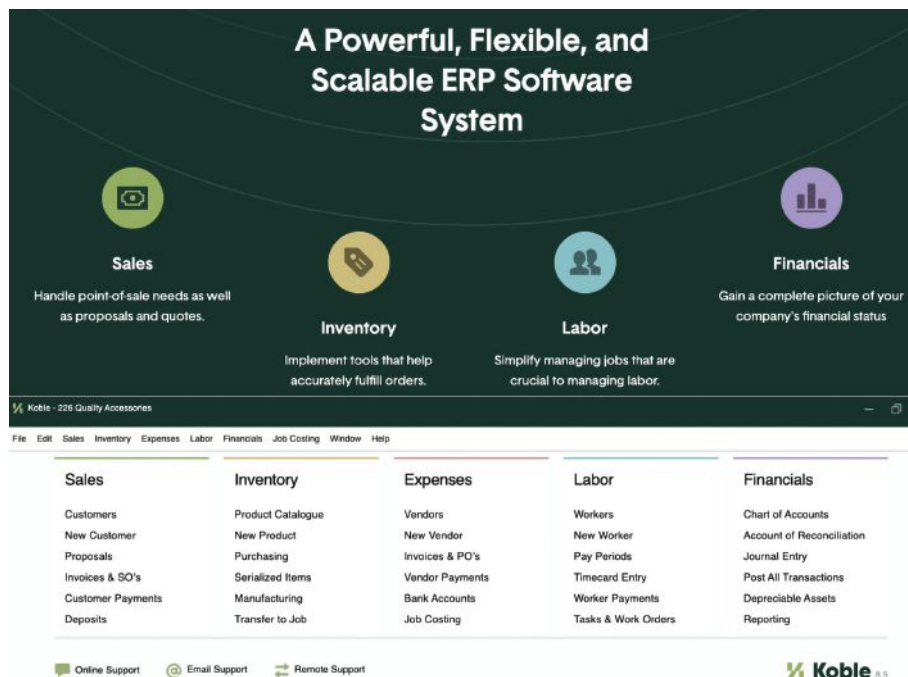 A Powerful, Flexible, and
Scalable ERP Software
System
Sales
Handle point-of-sale needs as well
as proposals and quotes.
Inventory
Implement tools that help
accurately fulfill orders.
Labor
Simplify managing jobs that are
crucial to managing labor.
Financials
Gain a complete picture of your
company's financial status
Koble - 226 Quality Accessories
File Edit Sales Inventory Expenses Labor Financials Job Costing Window Help
Sales
Customers
New Customer
Proposals
Invoices & SO's
Customer Payments
Deposits
Inventory
Product Catalogue
New Product
Purchasing
Serialized Items
Manufacturing
Transfer to Job
Expenses
Vendors
New Vendor
Invoices & PO's
Vendor Payments
Bank Accounts
Job Costing
Labor
Workers
New Worker
Pay Periods
Timecard Entry
Worker Payments
Tasks & Work Orders
Financials
Chart of Accounts
Account of Reconciliation
Journal Entry
Post All Transactions
Depreciable Assets
Reporting
Online Support Email Support Remote Support
Koble 8.5